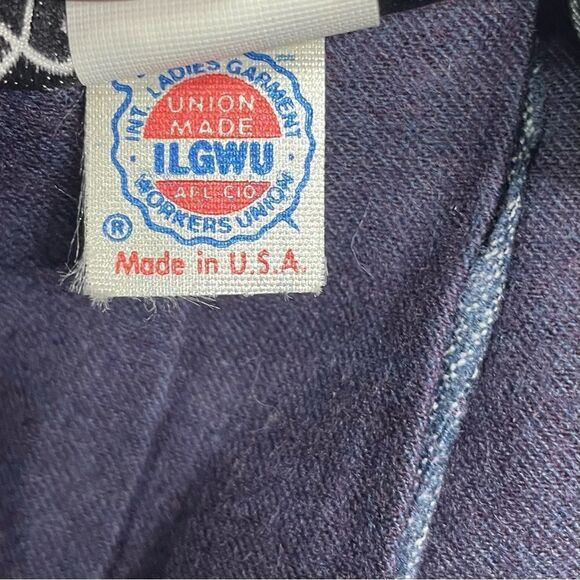 INT. LADIES GARMENT
UNION
MADE
· ILGWU ·
AFL-CIO
WORKERS UNION
®
Made in U.S.A.